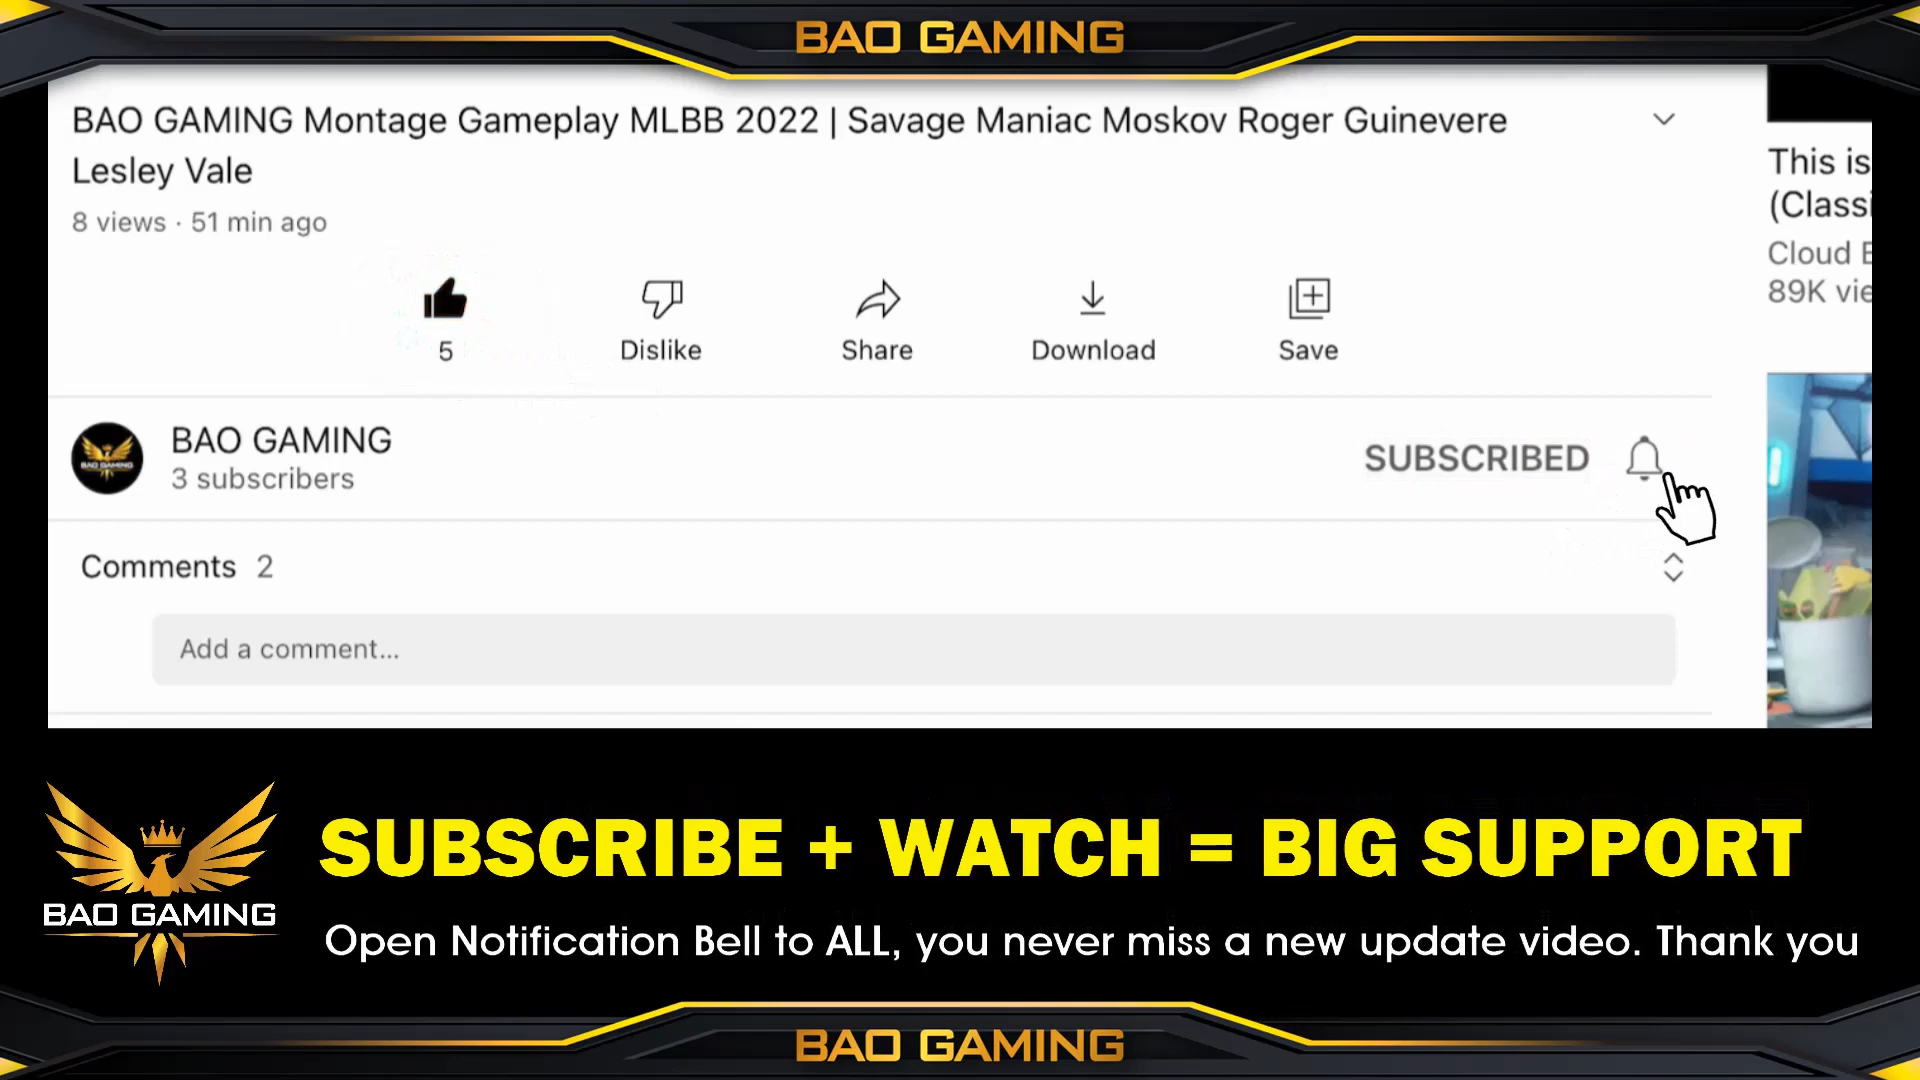 BAO GAMING
BAO GAMING Montage Gameplay MLBB 2022 | Savage Maniac Moskov Roger Guinevere
Lesley Vale
8 views · 51 min ago
5
Dislike
Share
Download
Save
BAO GAMING
BAO GAMING
3 subscribers
SUBSCRIBED
Comments 2
Add a comment...
This is
(Classi
Cloud
89K
BAO GAMING
SUBSCRIBE + WATCH = BIG SUPPORT
Open Notification Bell to ALL, you never miss a new update video. Thank you
BAO GAMING